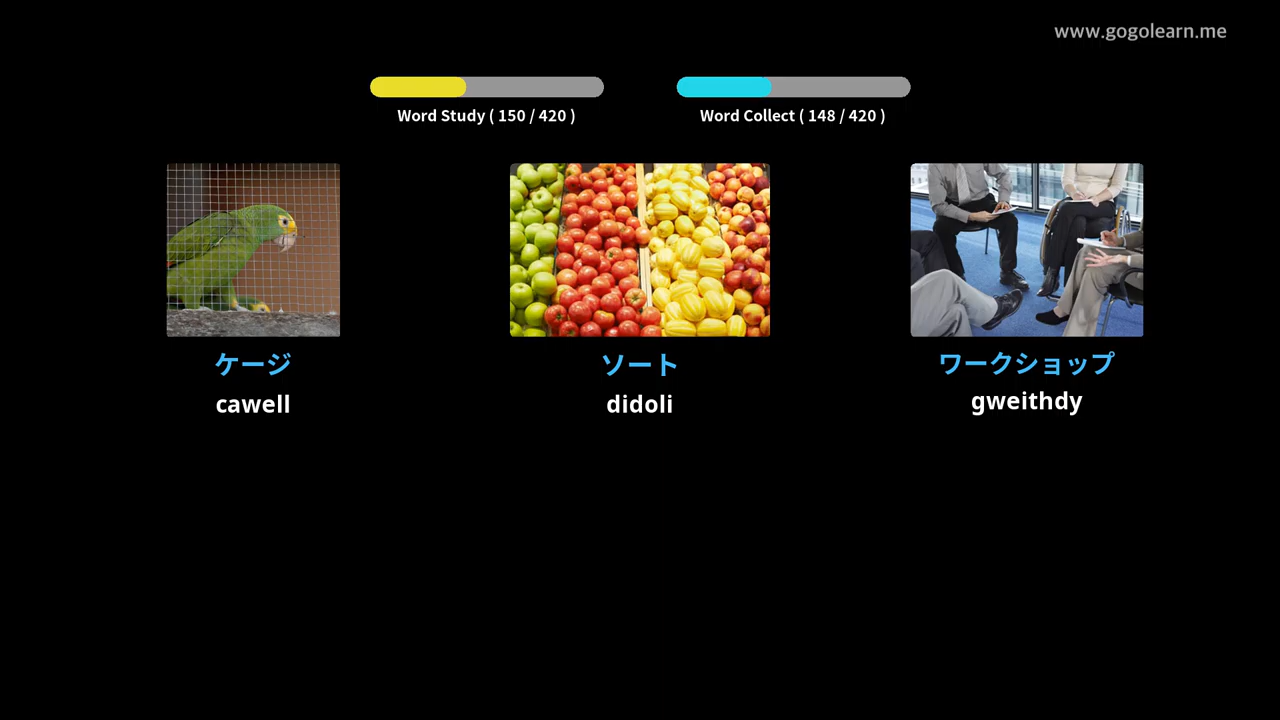 www.gogolearn.me
Word Study ( 150 / 420 )
Word Collect ( 148 / 420 )
ケージ
cawell
ソート
didoli
ワークショップ
gweithdy